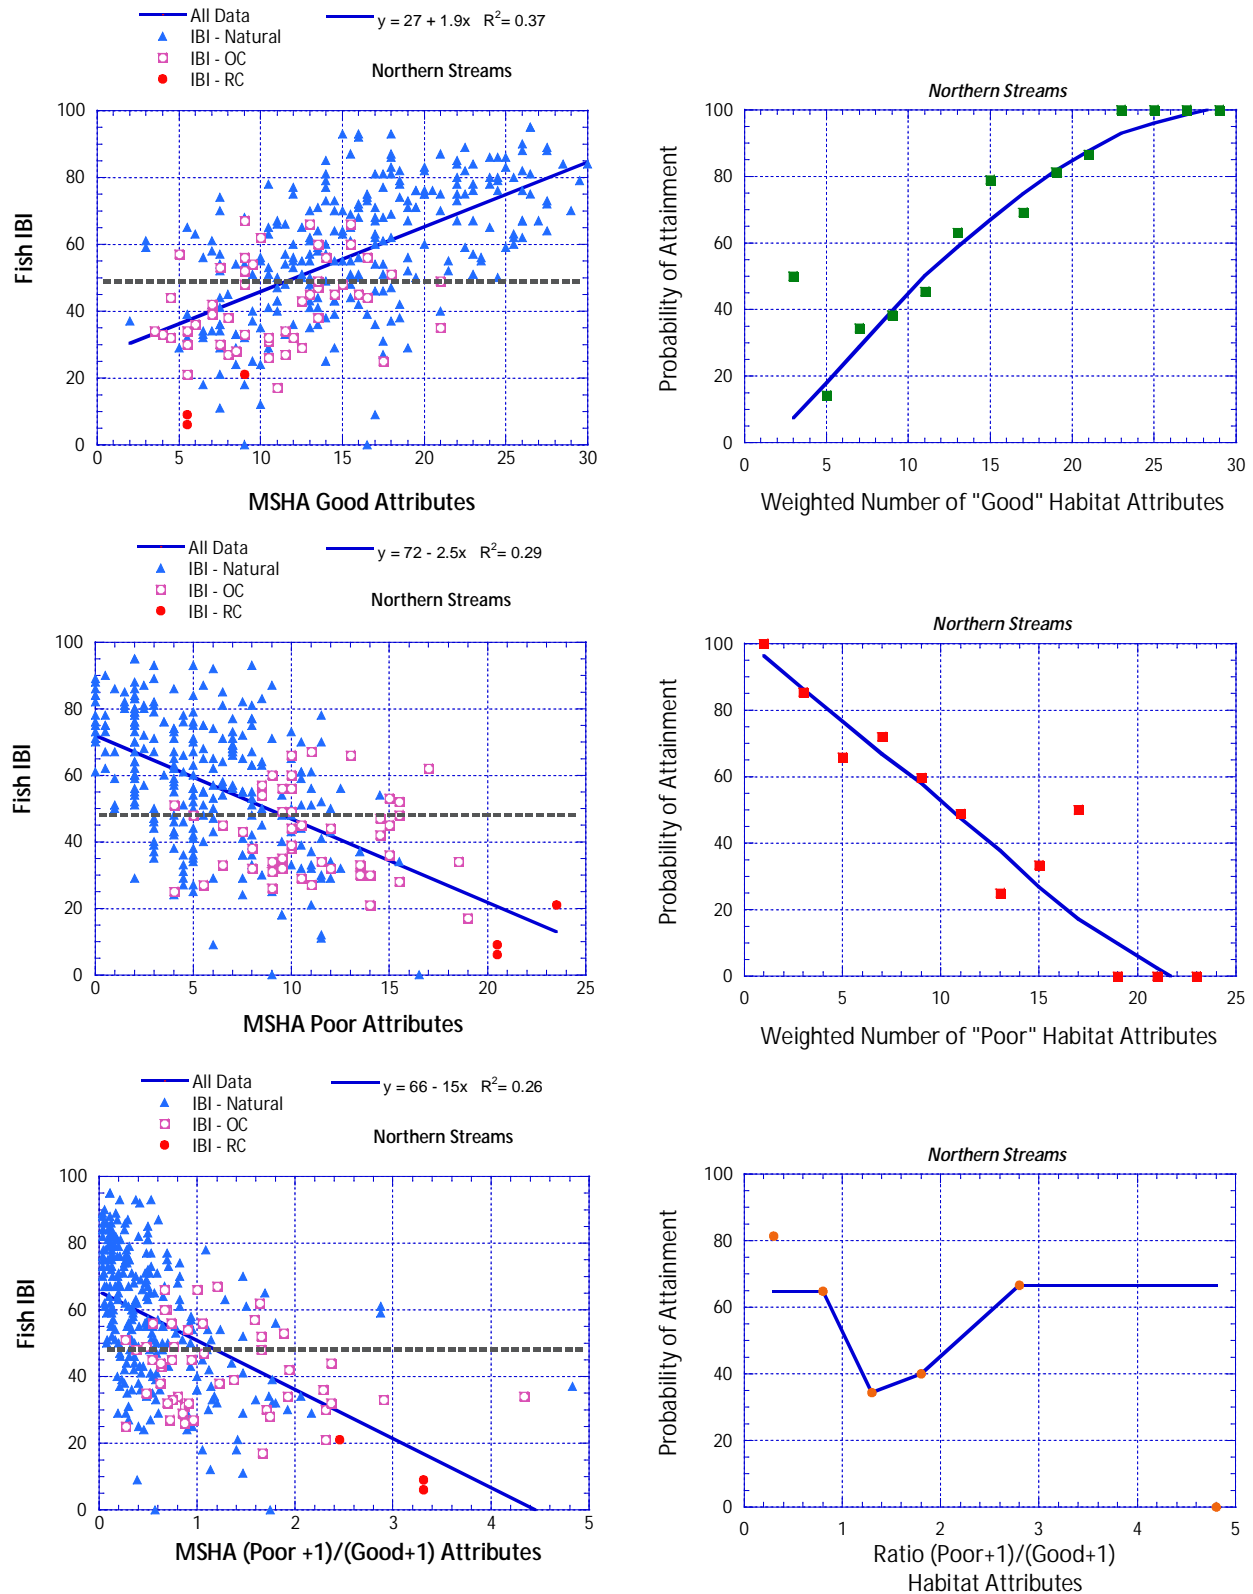 All Data
y = 27 + 1.9x R²= 0.37
IBI - Natural
IBI - OC
IBI - RC
Northern Streams
Fish IBI
100
80
60
40
20
0
0 5 10 15 20 25 30
MSHA Good Attributes
Northern Streams
Probability of Attainment
100
80
60
40
20
0
0 5 10 15 20 25 30
Weighted Number of "Good" Habitat Attributes
All Data
y = 72 - 2.5x R²= 0.29
IBI - Natural
IBI - OC
IBI - RC
Northern Streams
Fish IBI
100
80
60
40
20
0
0 5 10 15 20 25
MSHA Poor Attributes
Northern Streams
Probability of Attainment
100
80
60
40
20
0
0 5 10 15 20 25
Weighted Number of "Poor" Habitat Attributes
All Data
y = 66 - 15x R²= 0.26
IBI - Natural
IBI - OC
IBI - RC
Northern Streams
Fish IBI
100
80
60
40
20
0
0 1 2 3 4 5
MSHA (Poor +1)/(Good+1) Attributes
Northern Streams
Probability of Attainment
100
80
60
40
20
0
0 1 2 3 4 5
Ratio (Poor+1)/(Good+1)
Habitat Attributes